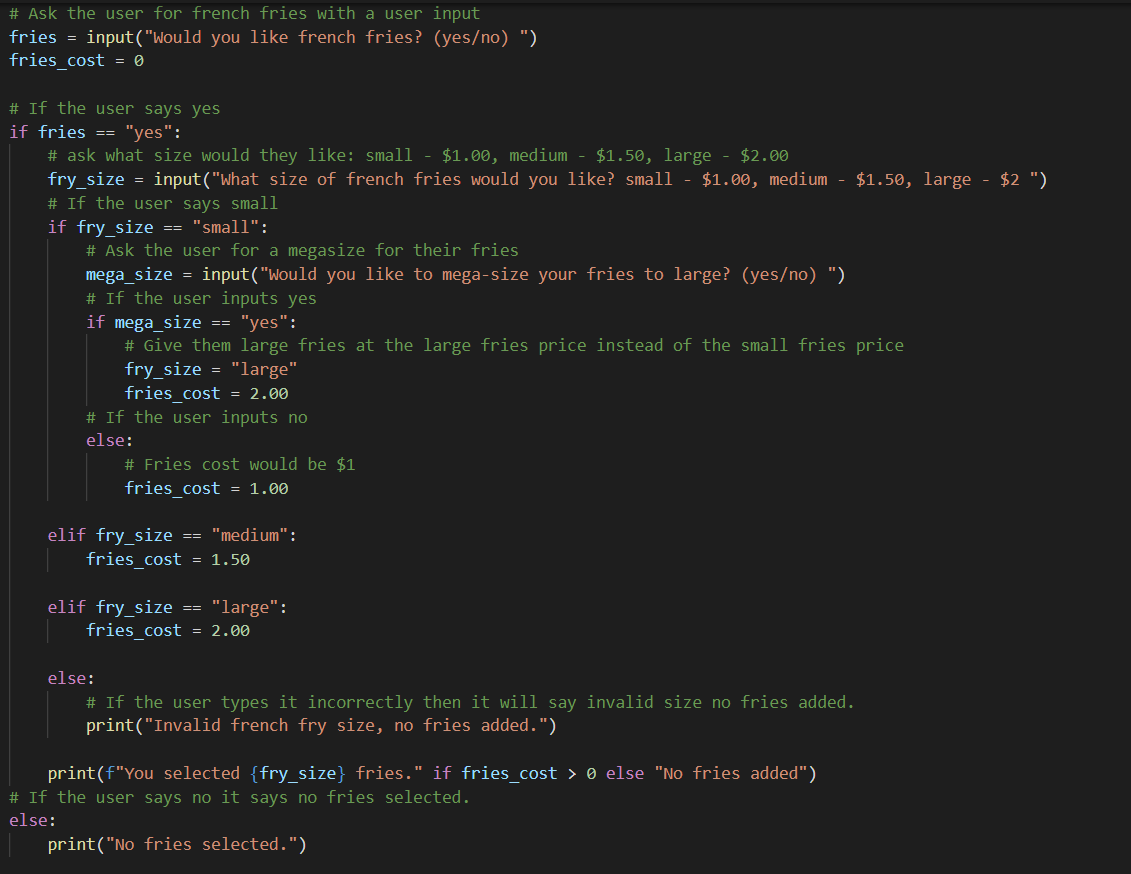 # Ask the user for french fries with a user input
fries = input("Would you like french fries? (yes/no) ")
fries_cost = 0

# If the user says yes
if fries == "yes":
    # ask what size would they like: small - $1.00, medium - $1.50, large - $2.00
    fry_size = input("What size of french fries would you like? small - $1.00, medium - $1.50, large - $2 ")
    # If the user says small
    if fry_size == "small":
        # Ask the user for a megasize for their fries
        mega_size = input("Would you like to mega-size your fries to large? (yes/no) ")
        # If the user inputs yes
        if mega_size == "yes":
            # Give them large fries at the large fries price instead of the small fries price
            fry_size = "large"
            fries_cost = 2.00
        # If the user inputs no
        else:
            # Fries cost would be $1
            fries_cost = 1.00

    elif fry_size == "medium":
        fries_cost = 1.50

    elif fry_size == "large":
        fries_cost = 2.00

    else:
        # If the user types it incorrectly then it will say invalid size no fries added.
        print("Invalid french fry size, no fries added.")

    print(f"You selected {fry_size} fries." if fries_cost > 0 else "No fries added")
# If the user says no it says no fries selected.
else:
    print("No fries selected.")